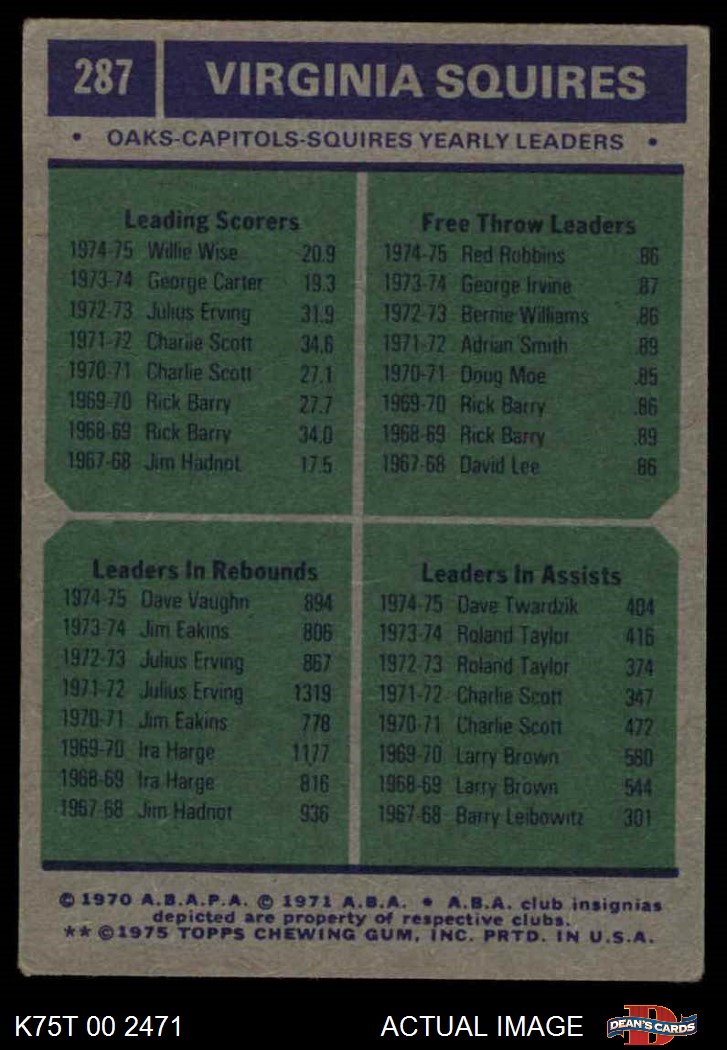 287 VIRGINIA SQUIRES
• OAKS-CAPITOLS-SQUIRES YEARLY LEADERS •
Leading Scorers
1974-75 Willie Wise 20.9
1973-74 George Carter 19.3
1972-73 Julius Erving 31.9
1971-72 Charlie Scott 34.6
1970-71 Charlie Scott 27.1
1969-70 Rick Barry 27.7
1968-69 Rick Barry 34.0
1967-68 Jim Hadnot 17.5
Free Throw Leaders
1974-75 Red Robbins .86
1973-74 George Irvine .87
1972-73 Bernie Williams .86
1971-72 Adrian Smith .89
1970-71 Doug Moe .85
1969-70 Rick Barry .86
1968-69 Rick Barry .89
1967-68 David Lee .86
Leaders In Rebounds
1974-75 Dave Vaughn 894
1973-74 Jim Eakins 806
1972-73 Julius Erving 867
1971-72 Julius Erving 1319
1970-71 Jim Eakins 778
1969-70 Ira Harge 1177
1968-69 Ira Harge 816
1967-68 Jim Hadnot 936
Leaders In Assists
1974-75 Dave Twardzik 404
1973-74 Roland Taylor 416
1972-73 Roland Taylor 374
1971-72 Charlie Scott 347
1970-71 Charlie Scott 472
1969-70 Larry Brown 580
1968-69 Larry Brown 544
1967-68 Barry Leibowitz 301
© 1970 A.B.A.P.A. © 1971 A.B.A. • A.B.A. club insignias
depicted are property of respective clubs.
** ©1975 TOPPS CHEWING GUM, INC. PRTD. IN U.S.A.
K75T 00 2471 ACTUAL IMAGE
D
DEAN'S CARDS